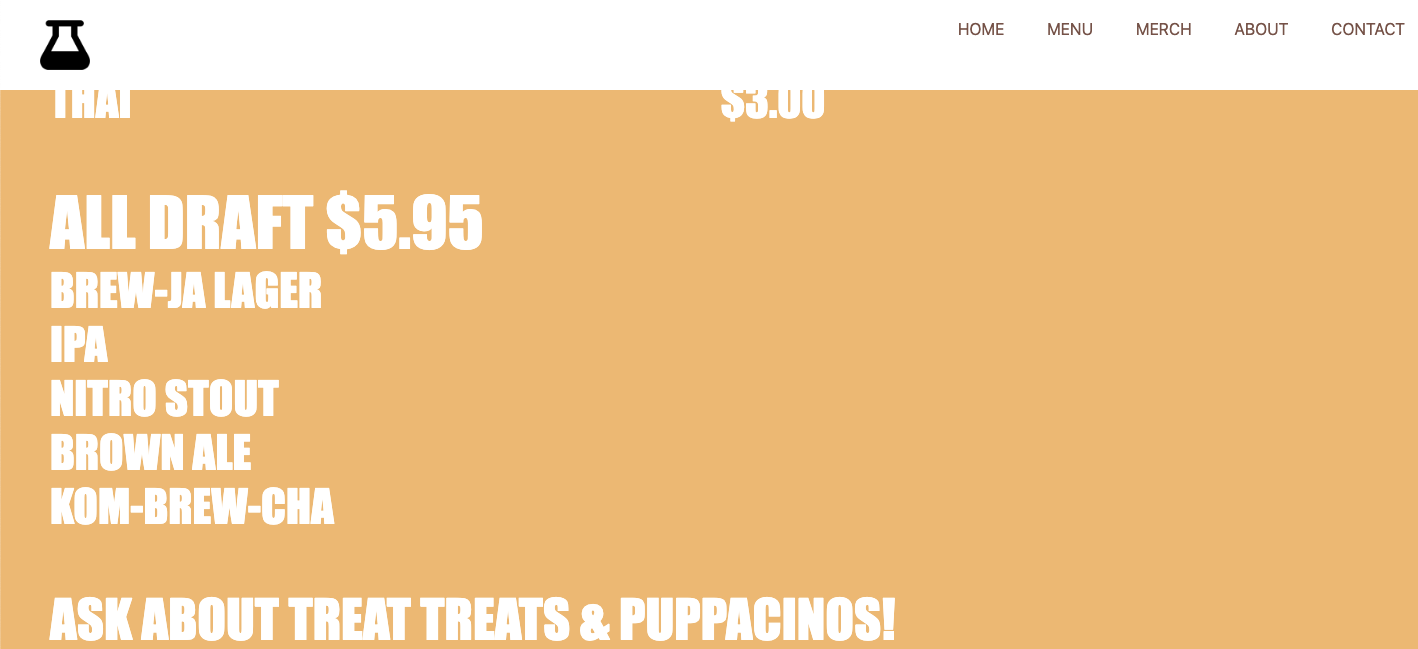 HOME MENU MERCH ABOUT CONTACT
THAI $3.00
ALL DRAFT $5.95
BREW-JA LAGER
IPA
NITRO STOUT
BROWN ALE
KOM-BREW-CHA
ASK ABOUT TREAT TREATS & PUPPACINOS!